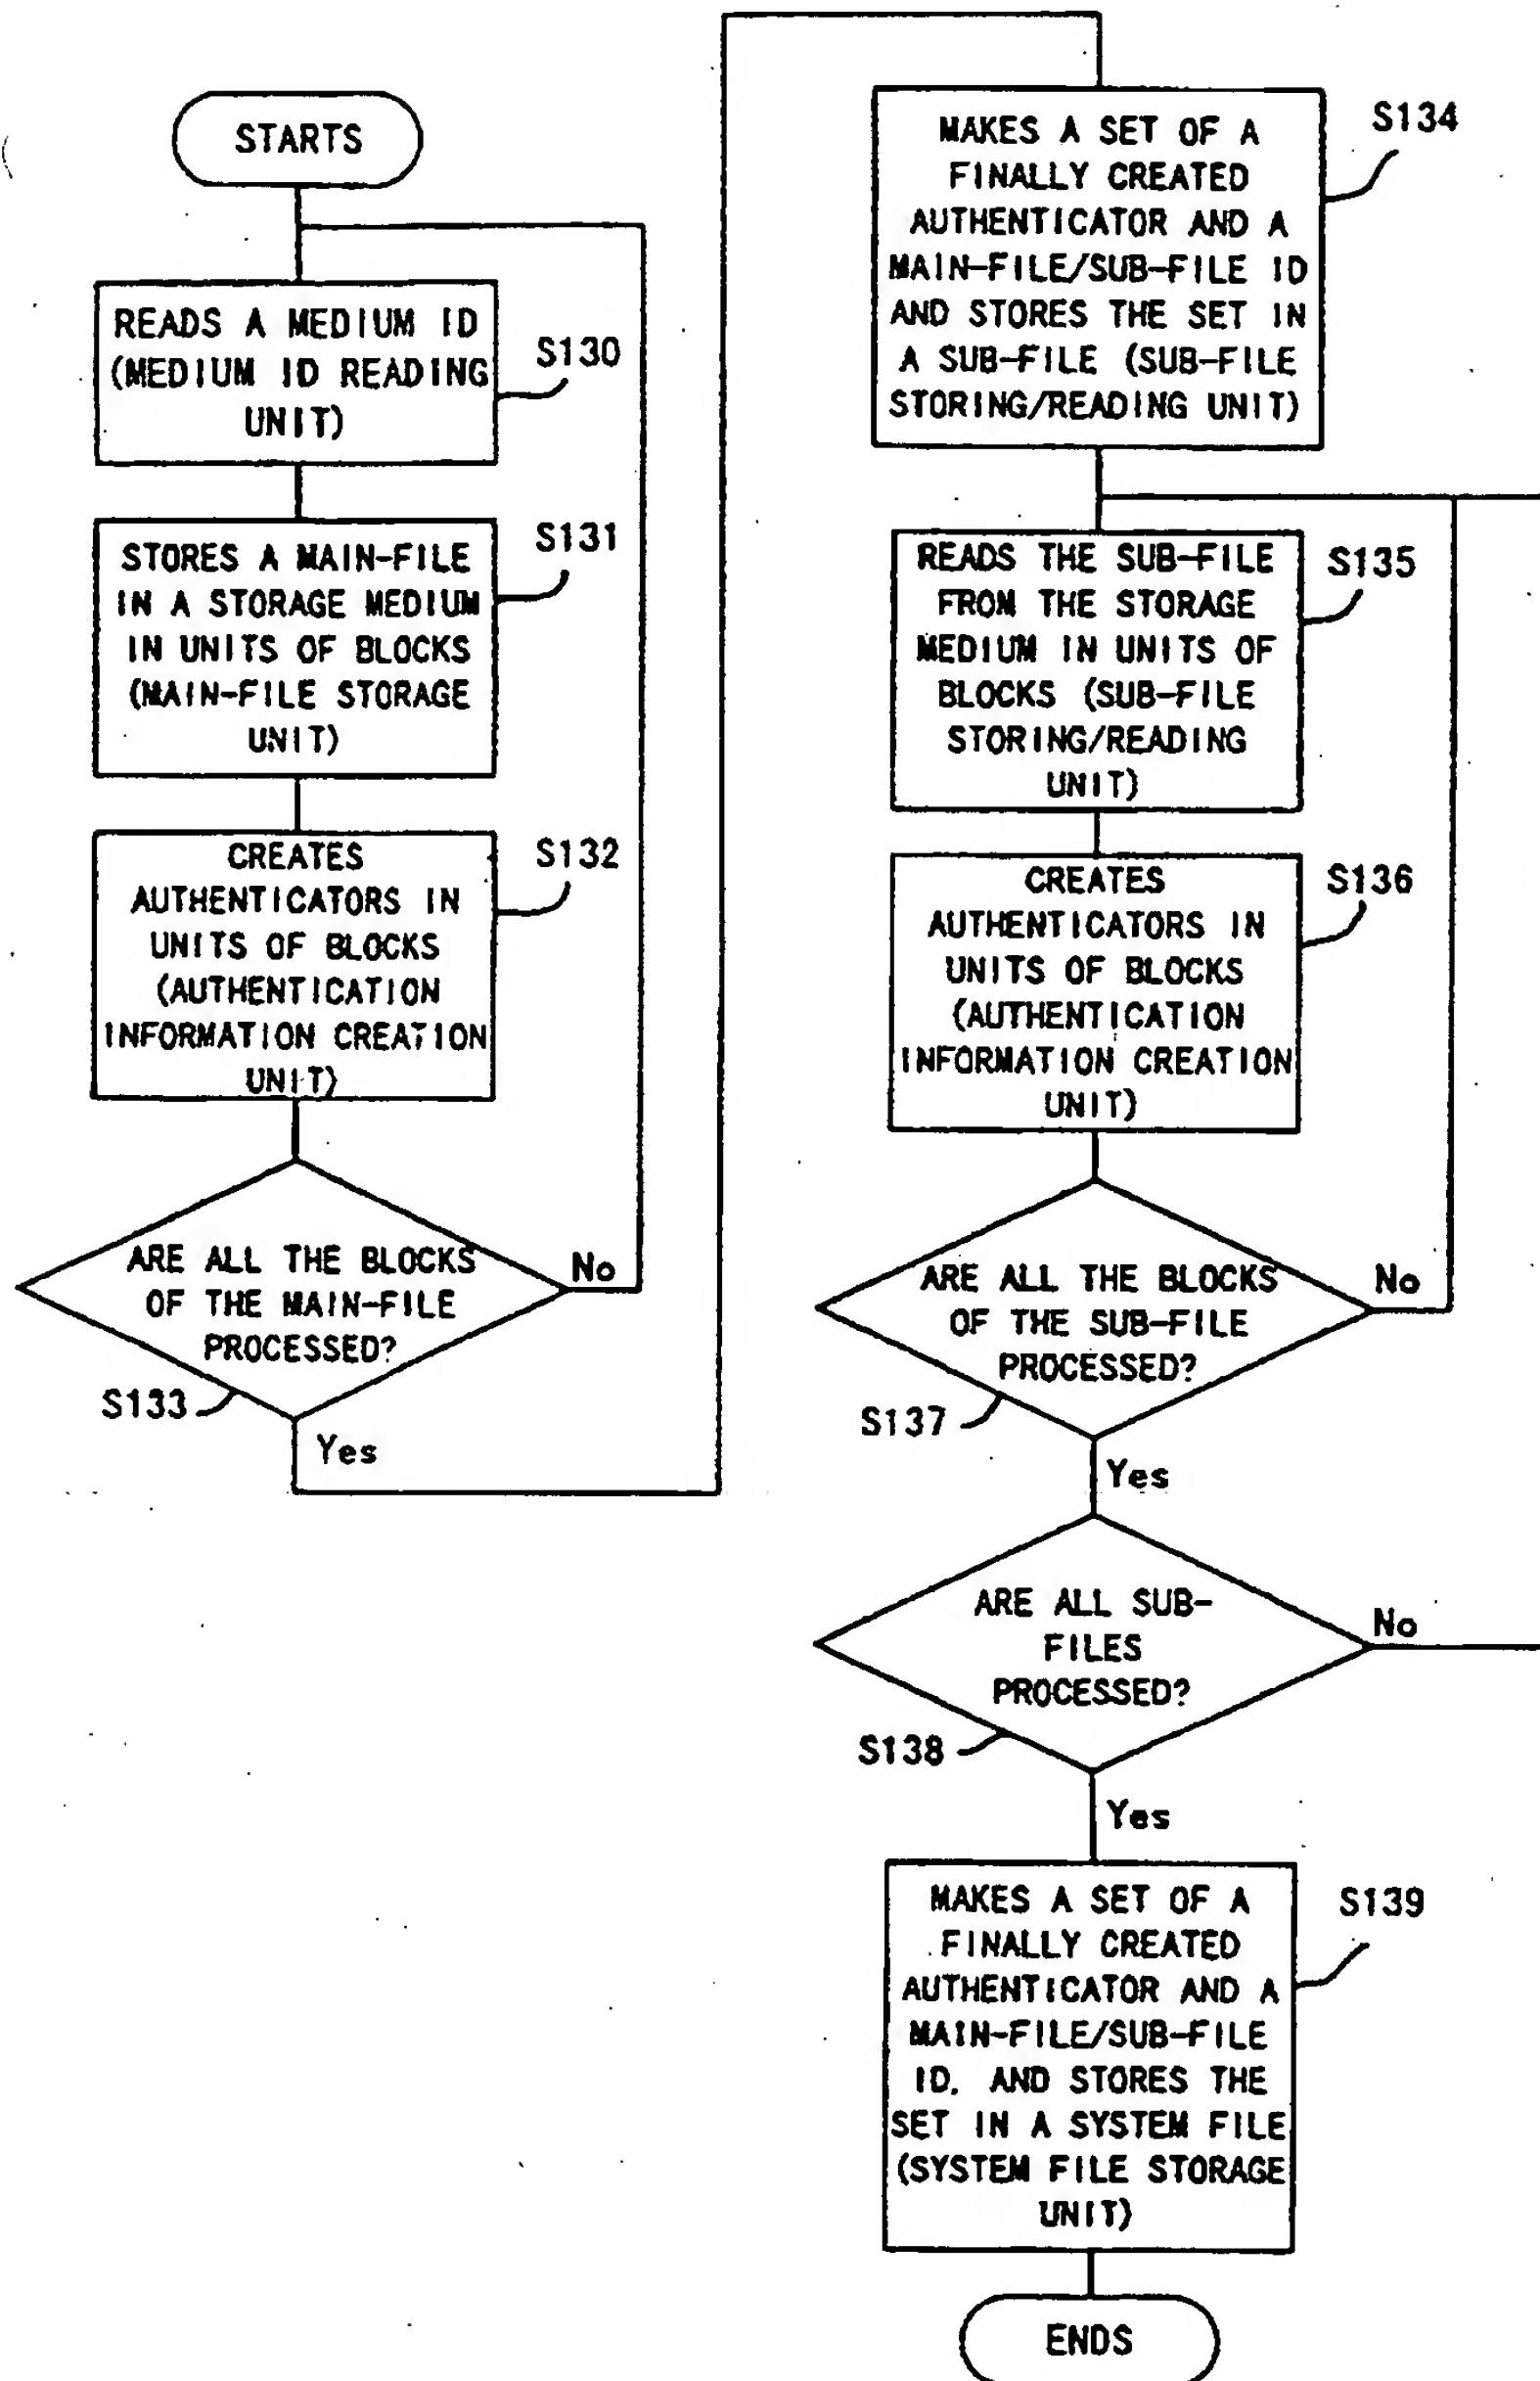 STARTS
READS A MEDIUM ID
(MEDIUM ID READING
UNIT)
S130
STORES A MAIN-FILE
IN A STORAGE MEDIUM
IN UNITS OF BLOCKS
(MAIN-FILE STORAGE
UNIT)
S131
CREATES
AUTHENTICATORS IN
UNITS OF BLOCKS
(AUTHENTICATION
INFORMATION CREATION
UNIT)
S132
ARE ALL THE BLOCKS
OF THE MAIN-FILE
PROCESSED?
No
S133
Yes
MAKES A SET OF A
FINALLY CREATED
AUTHENTICATOR AND A
MAIN-FILE/SUB-FILE ID
AND STORES THE SET IN
A SUB-FILE (SUB-FILE
STORING/READING UNIT)
S134
READS THE SUB-FILE
FROM THE STORAGE
MEDIUM IN UNITS OF
BLOCKS (SUB-FILE
STORING/READING
UNIT)
S135
CREATES
AUTHENTICATORS IN
UNITS OF BLOCKS
(AUTHENTICATION
INFORMATION CREATION
UNIT)
S136
ARE ALL THE BLOCKS
OF THE SUB-FILE
PROCESSED?
No
S137
Yes
ARE ALL SUB-
FILES
PROCESSED?
No
S138
Yes
MAKES A SET OF A
FINALLY CREATED
AUTHENTICATOR AND A
MAIN-FILE/SUB-FILE
ID. AND STORES THE
SET IN A SYSTEM FILE
(SYSTEM FILE STORAGE
UNIT)
S139
ENDS